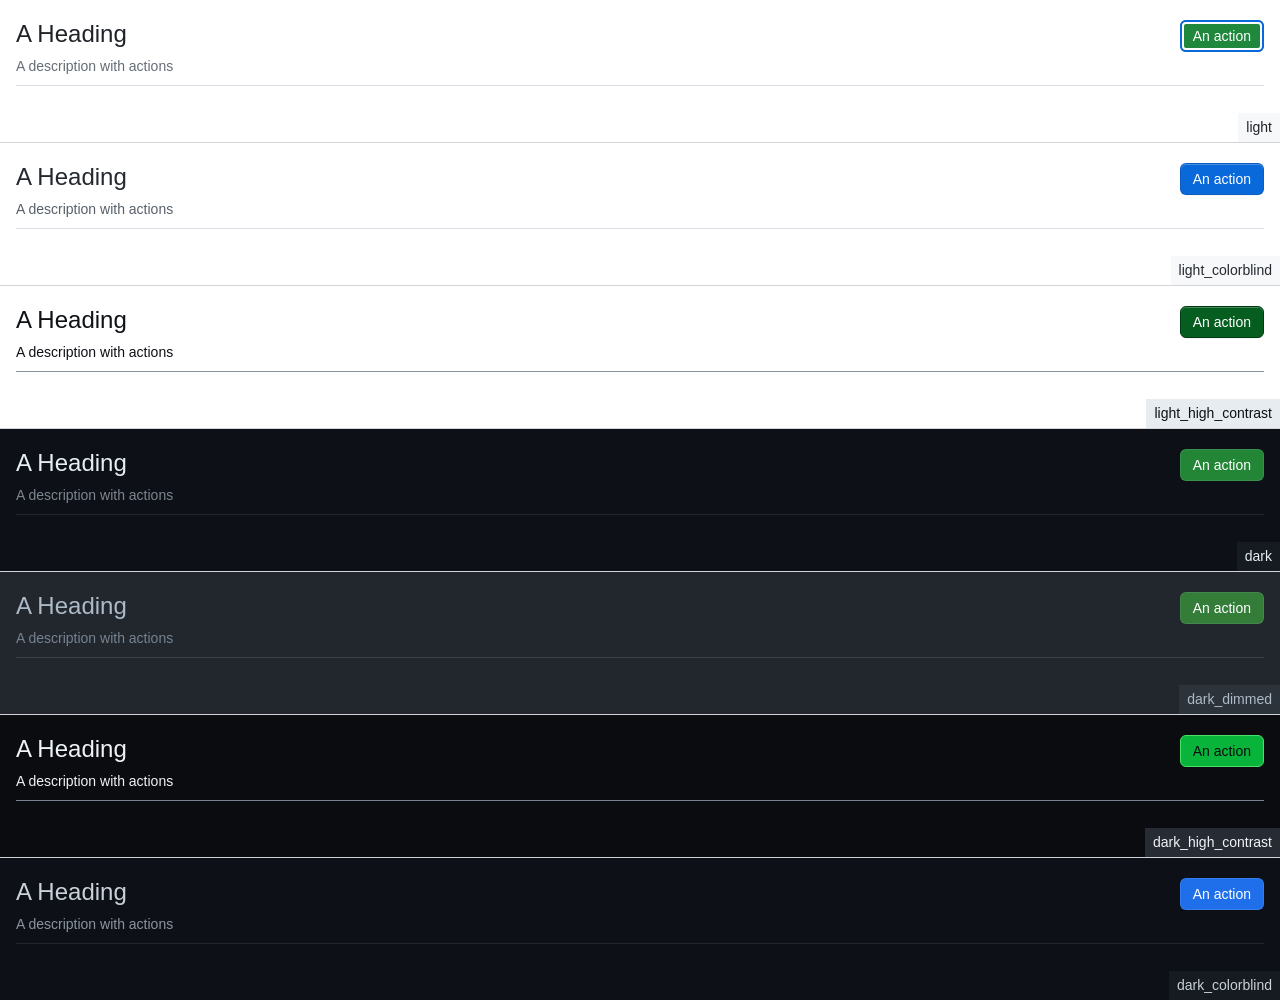 A Heading
An action
A description with actions
light
A Heading
An action
A description with actions
light_colorblind
A Heading
An action
A description with actions
light_high_contrast
A Heading
An action
A description with actions
dark
A Heading
An action
A description with actions
dark_dimmed
A Heading
An action
A description with actions
dark_high_contrast
A Heading
An action
A description with actions
dark_colorblind